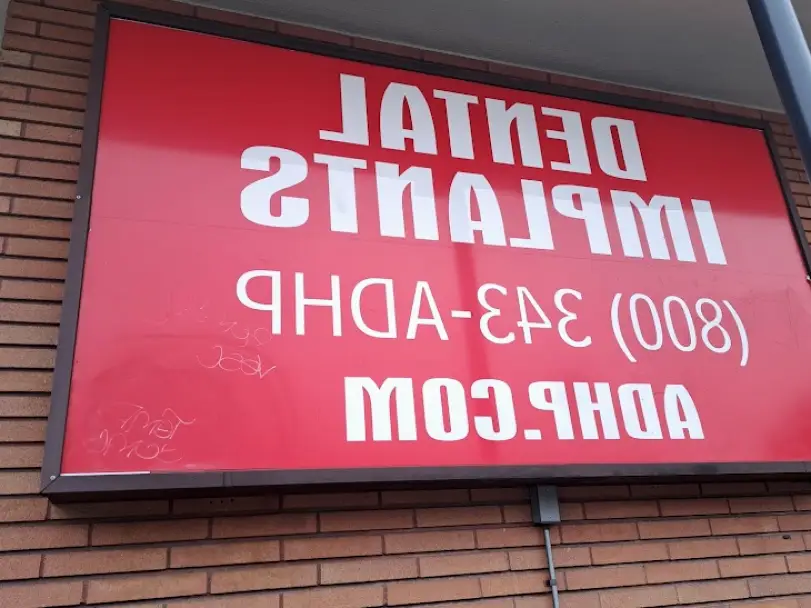 DENTAL
IMPLANTS
(800) 343-ADHP
ADHP.COM